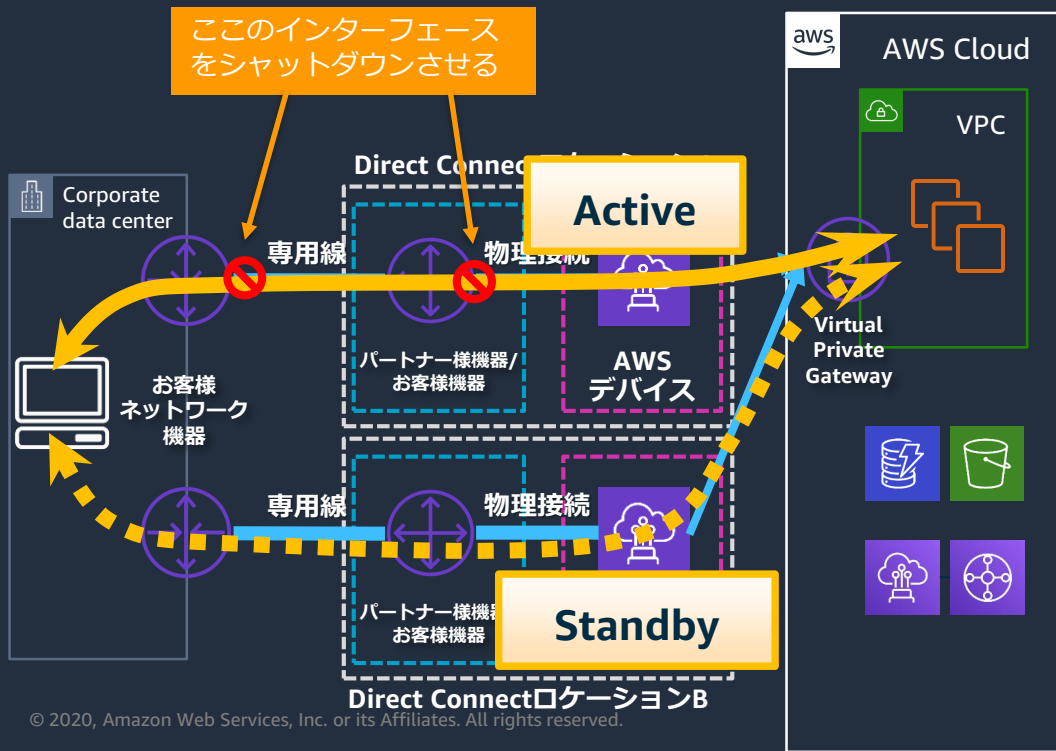 ここのインターフェース
をシャットダウンさせる
aws
AWS Cloud
VPC
Corporate
data center
Direct Connect
Active
専用線
物理接続
パートナー様機器/
お客様機器
AWS
デバイス
Virtual
Private
Gateway
お客様
ネットワーク
機器
専用線
物理接続
パートナー様機
お客様機器
Standby
Direct ConnectロケーションB
© 2020, Amazon Web Services, Inc. or its Affiliates. All rights reserved.